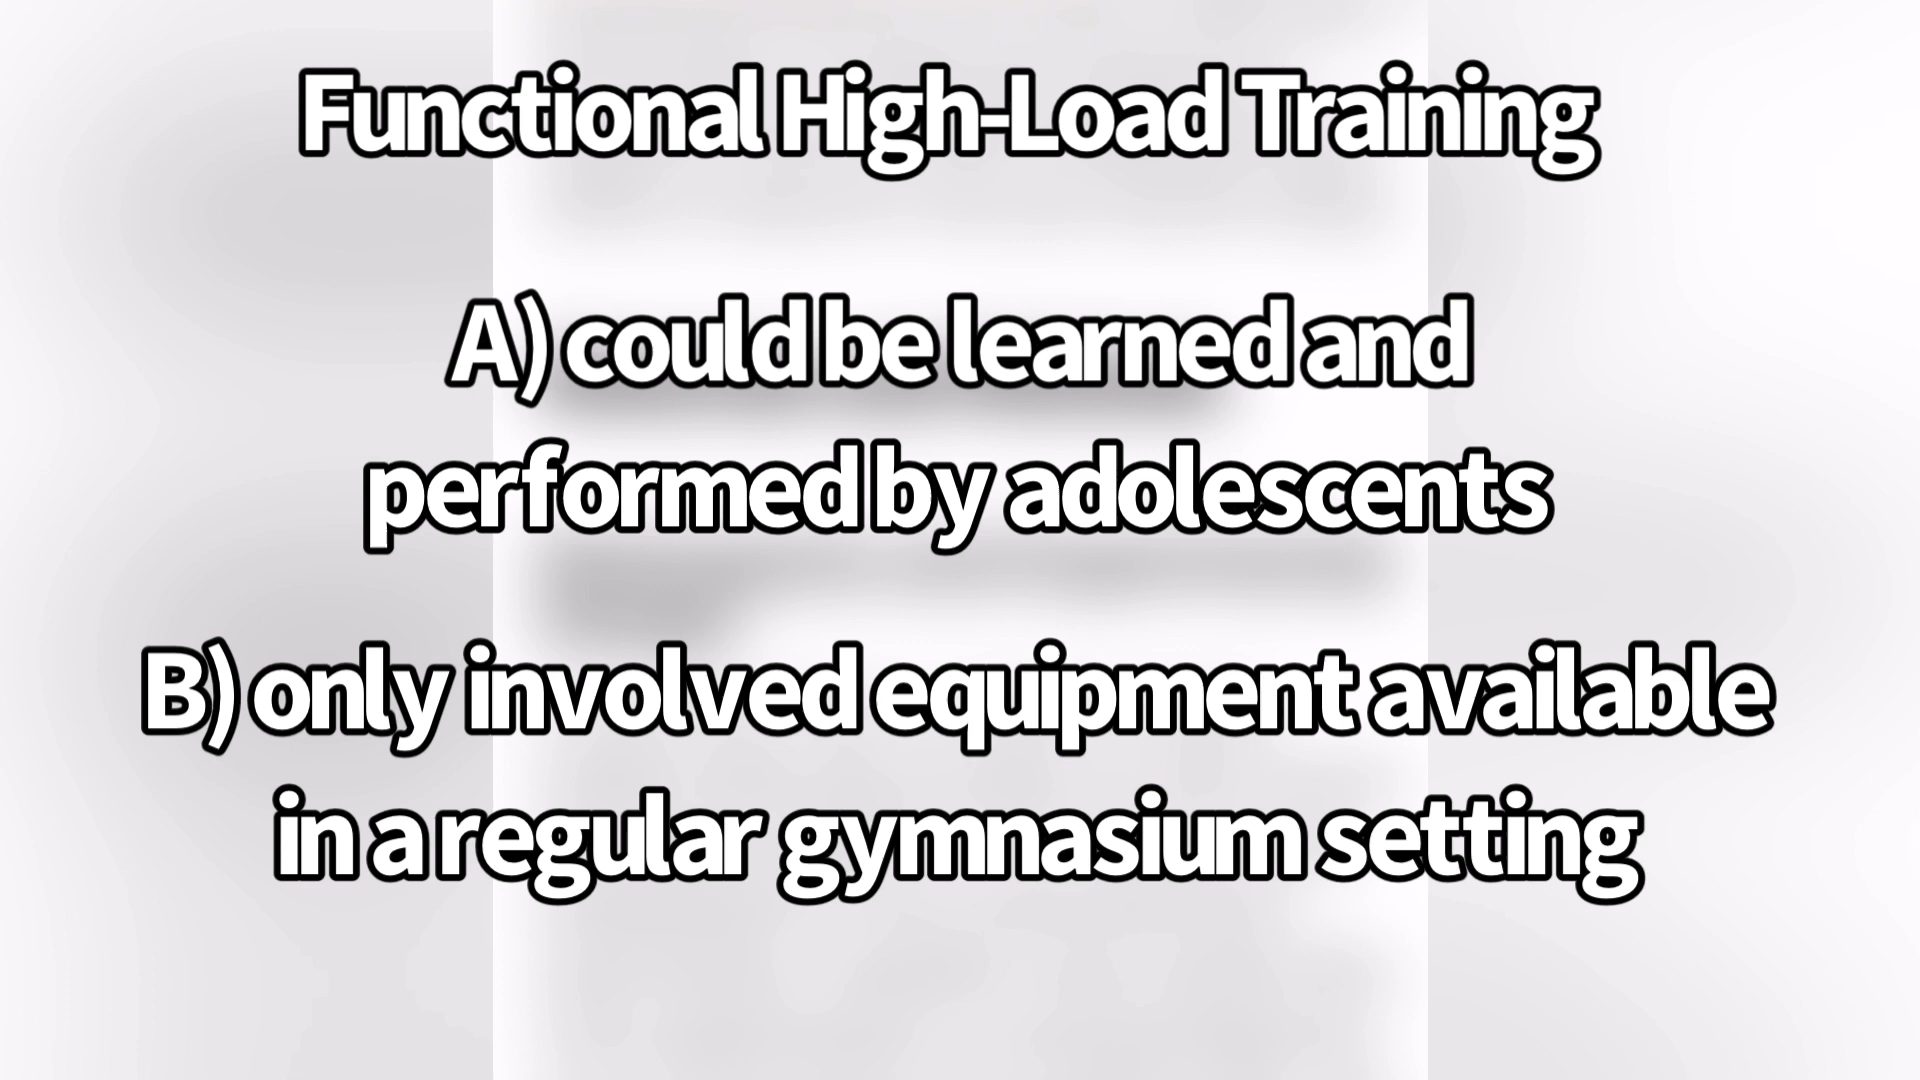 Functional High-Load Training
A) could be learned and
performed by adolescents
B) only involved equipment available
in a regular gymnasium setting